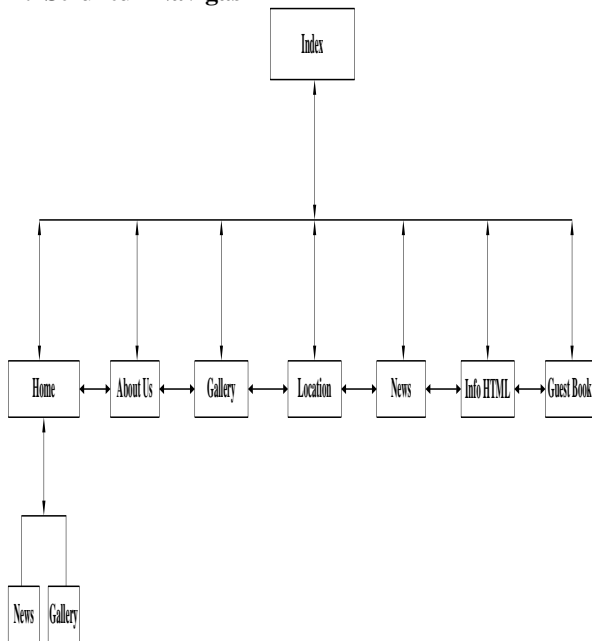 Index
Home
About Us
Gallery
Location
News
Info HTML
Guest Book
News
Gallery